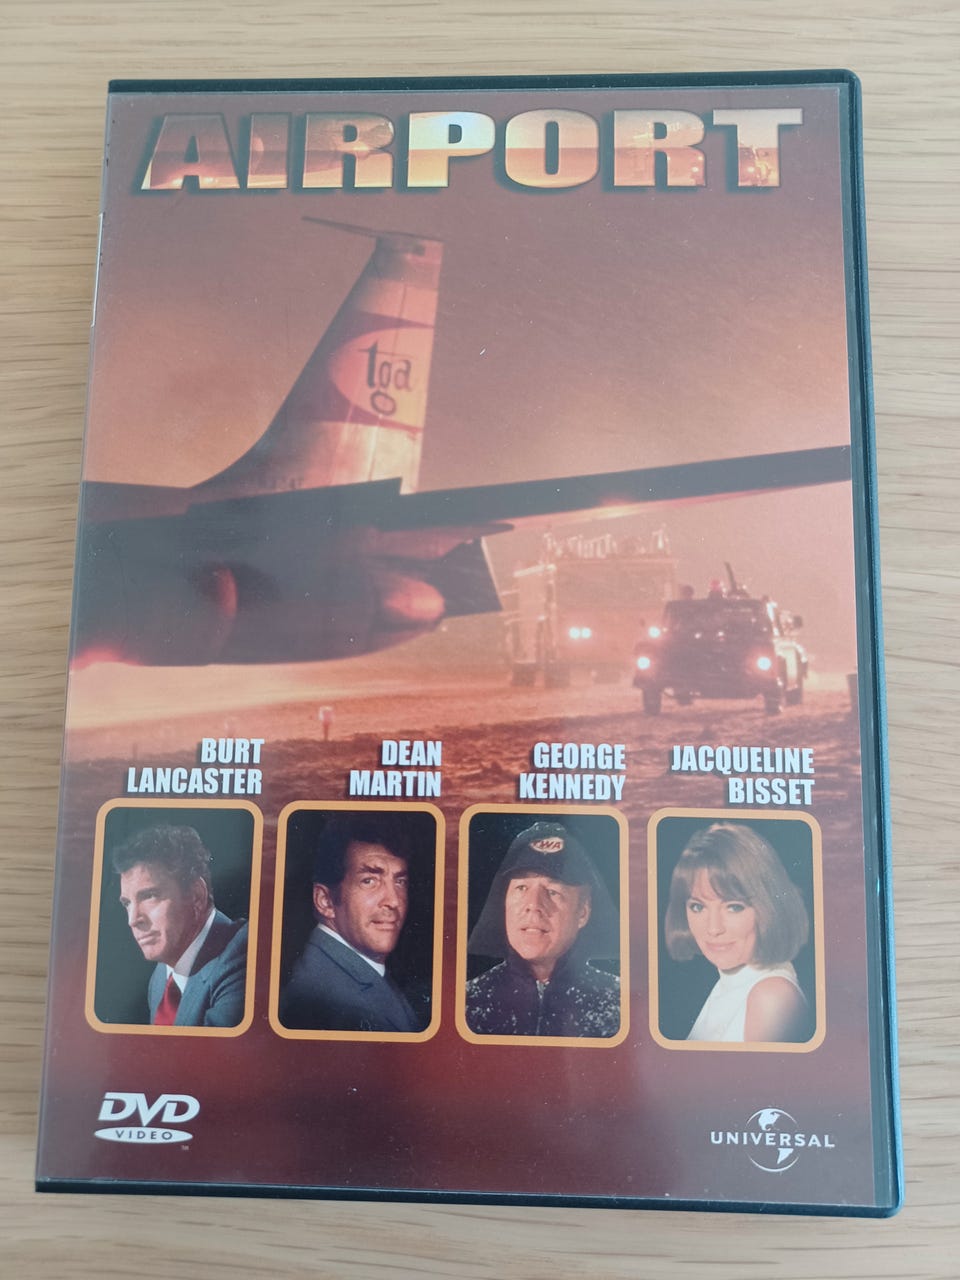 AIRPORT
tga
BURT
LANCASTER
DEAN
MARTIN
GEORGE
KENNEDY
JACQUELINE
BISSET
TWA
DVD
VIDEO
UNIVERSAL